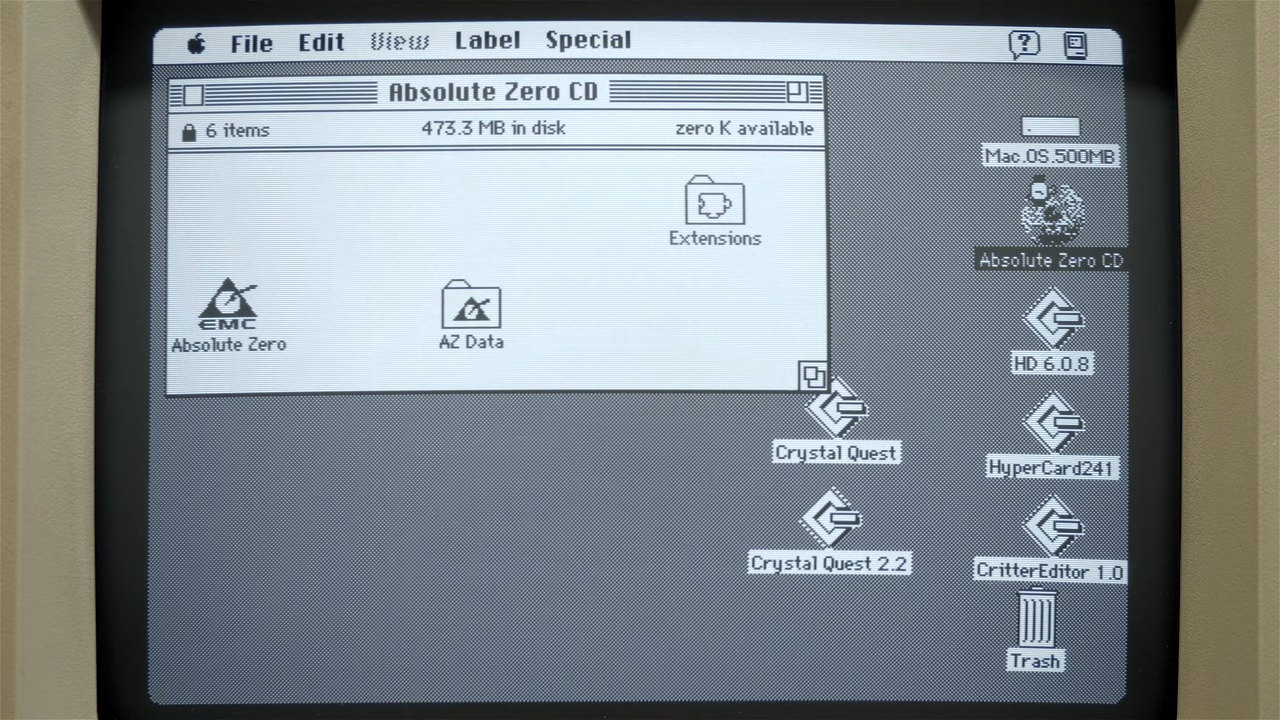 File Edit View Label Special
Absolute Zero CD
6 items 473.3 MB in disk zero K available
Mac.OS.500MB
Extensions
Absolute Zero CD
EMC
Absolute Zero
AZ Data
HD 6.0.8
Crystal Quest
HyperCard241
Crystal Quest 2.2
CritterEditor 1.0
Trash